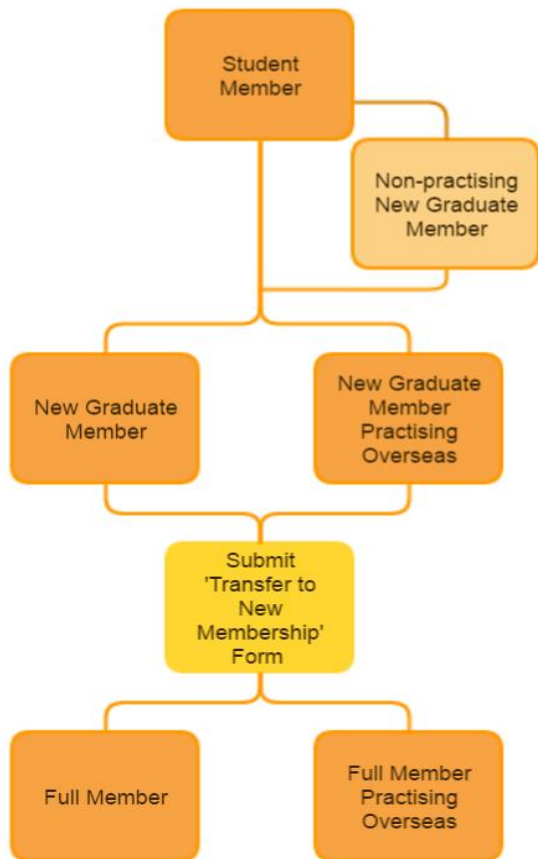 Student
Member
Non-practising
New Graduate
Member
New Graduate
Member
New Graduate
Member
Practising
Overseas
Submit
'Transfer to
New
Membership'
Form
Full Member
Full Member
Practising
Overseas